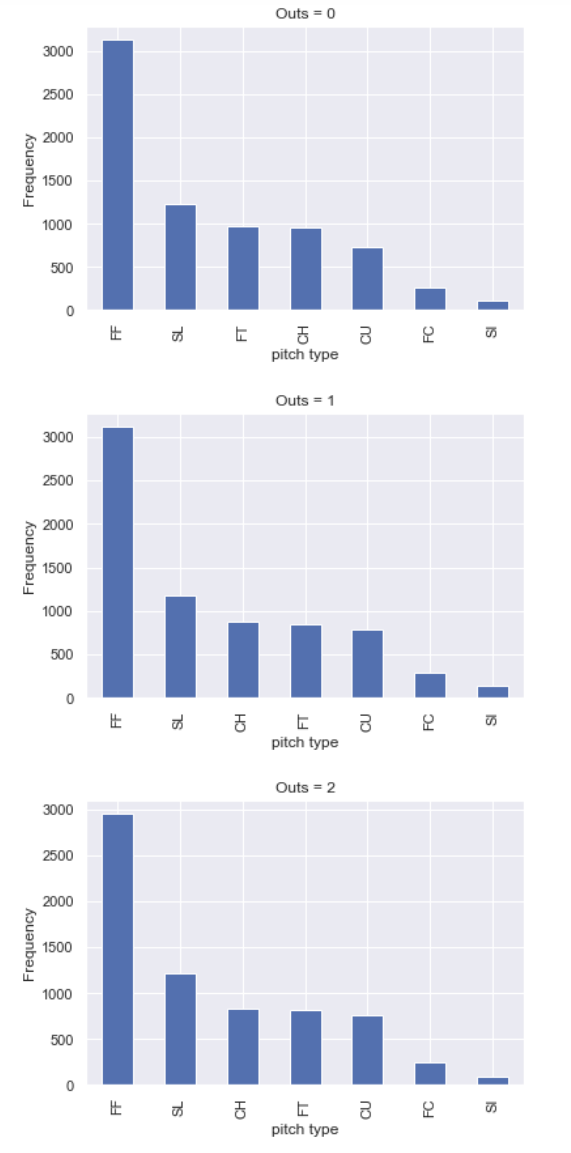 Outs = 0
3000
2500
2000
1500
1000
500
0
Frequency
FF SL FT CH CU FC SI
pitch type
Outs = 1
3000
2500
2000
1500
1000
500
0
Frequency
FF SL CH FT CU FC SI
pitch type
Outs = 2
3000
2500
2000
1500
1000
500
0
Frequency
FF SL CH FT CU FC SI
pitch type